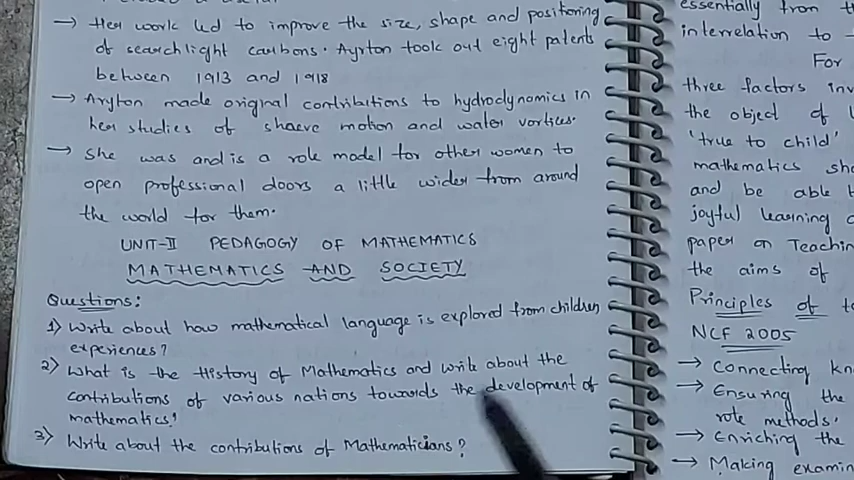 → Her work led to improve the size, shape and positioning
of searchlight carbons. Ayrton took out eight patents
between 1913 and 1918
→ Aryton made original contributions to hydrodynamics in
her studies of shaeve motion and water vortices.
→ She was and is a role model for other women to
open professional doors a little wider from around
the world for them.
UNIT-II PEDAGOGY OF MATHEMATICS
MATHEMATICS AND SOCIETY
Questions:
1) Write about how mathematical language is explored from children
experiences?
2) What is the History of Mathematics and write about the
contributions of various nations towards the development of
mathematics?
3) Write about the contributions of Mathematicians?
essentially from
interrelation to
For
three factors
the object of
'true to child'
mathematics
and be able
joyful learning
paper on
the aims of
Principles of
NCF 2005
→ Connecting
→ Ensuring the
rote methods.
→ Enriching the
→ Making